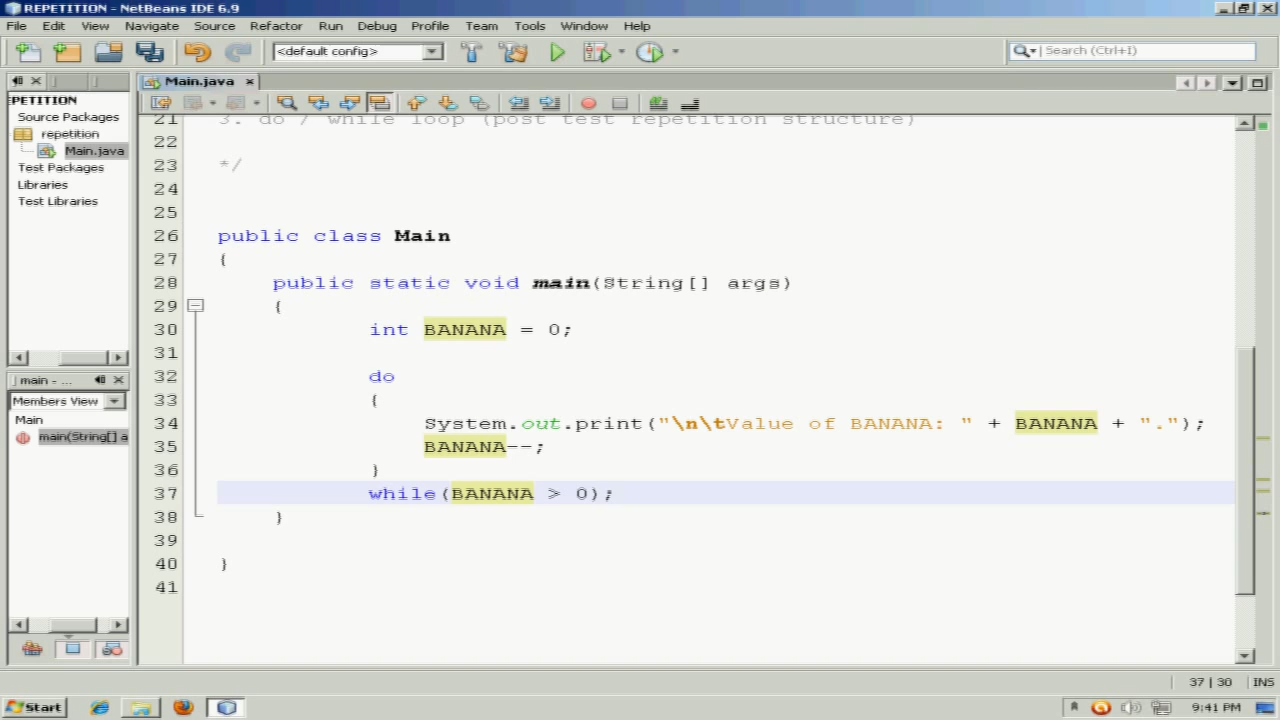 REPETITION - NetBeans IDE 6.9
File Edit View Navigate Source Refactor Run Debug Profile Team Tools Window Help
<default config>
Search (Ctrl+I)
Main.java
PETITION
Source Packages
repetition
Main.java
Test Packages
Libraries
Test Libraries
main - ...
Members View
Main
main(String[] a
21 3. do / while loop (post test repetition structure)
22
23 */
24
25
26 public class Main
27 {
28 public static void main(String[] args)
29 {
30 int BANANA = 0;
31
32 do
33 {
34 System.out.print("\n\tValue of BANANA: " + BANANA + ".");
35 BANANA--;
36 }
37 while(BANANA > 0);
38 }
39
40 }
41
37 | 30 INS
Start
9:41 PM